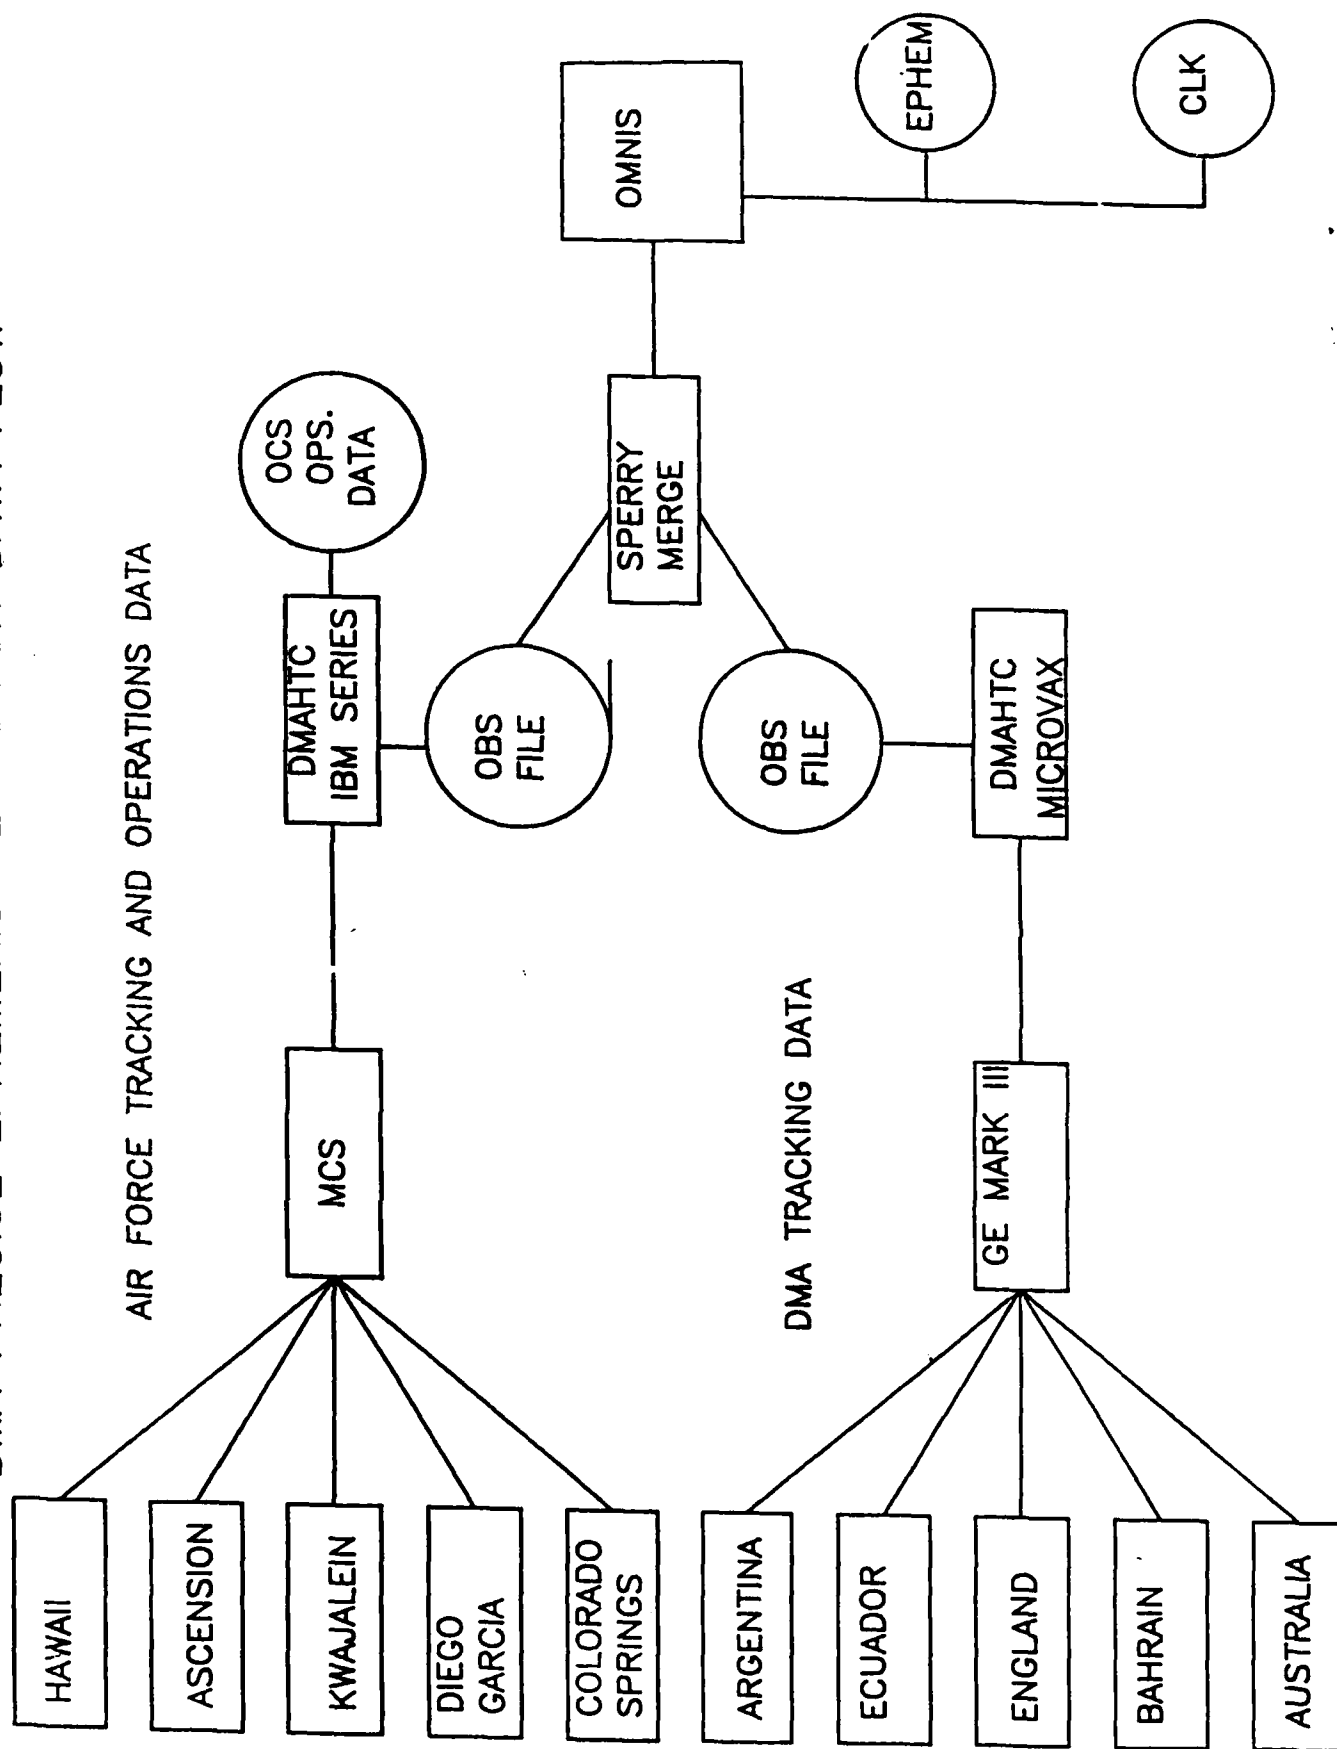 AIR FORCE TRACKING AND OPERATIONS DATA
HAWAII
ASCENSION
KWAJALEIN
DIEGO
GARCIA
COLORADO
SPRINGS
MCS
DMAHTC
IBM SERIES
OCS
OPS.
DATA
OBS
FILE
DMA TRACKING DATA
ARGENTINA
ECUADOR
ENGLAND
BAHRAIN
AUSTRALIA
GE MARK III
DMAHTC
MICROVAX
OBS
FILE
SPERRY
MERGE
OMNIS
EPHEM
CLK